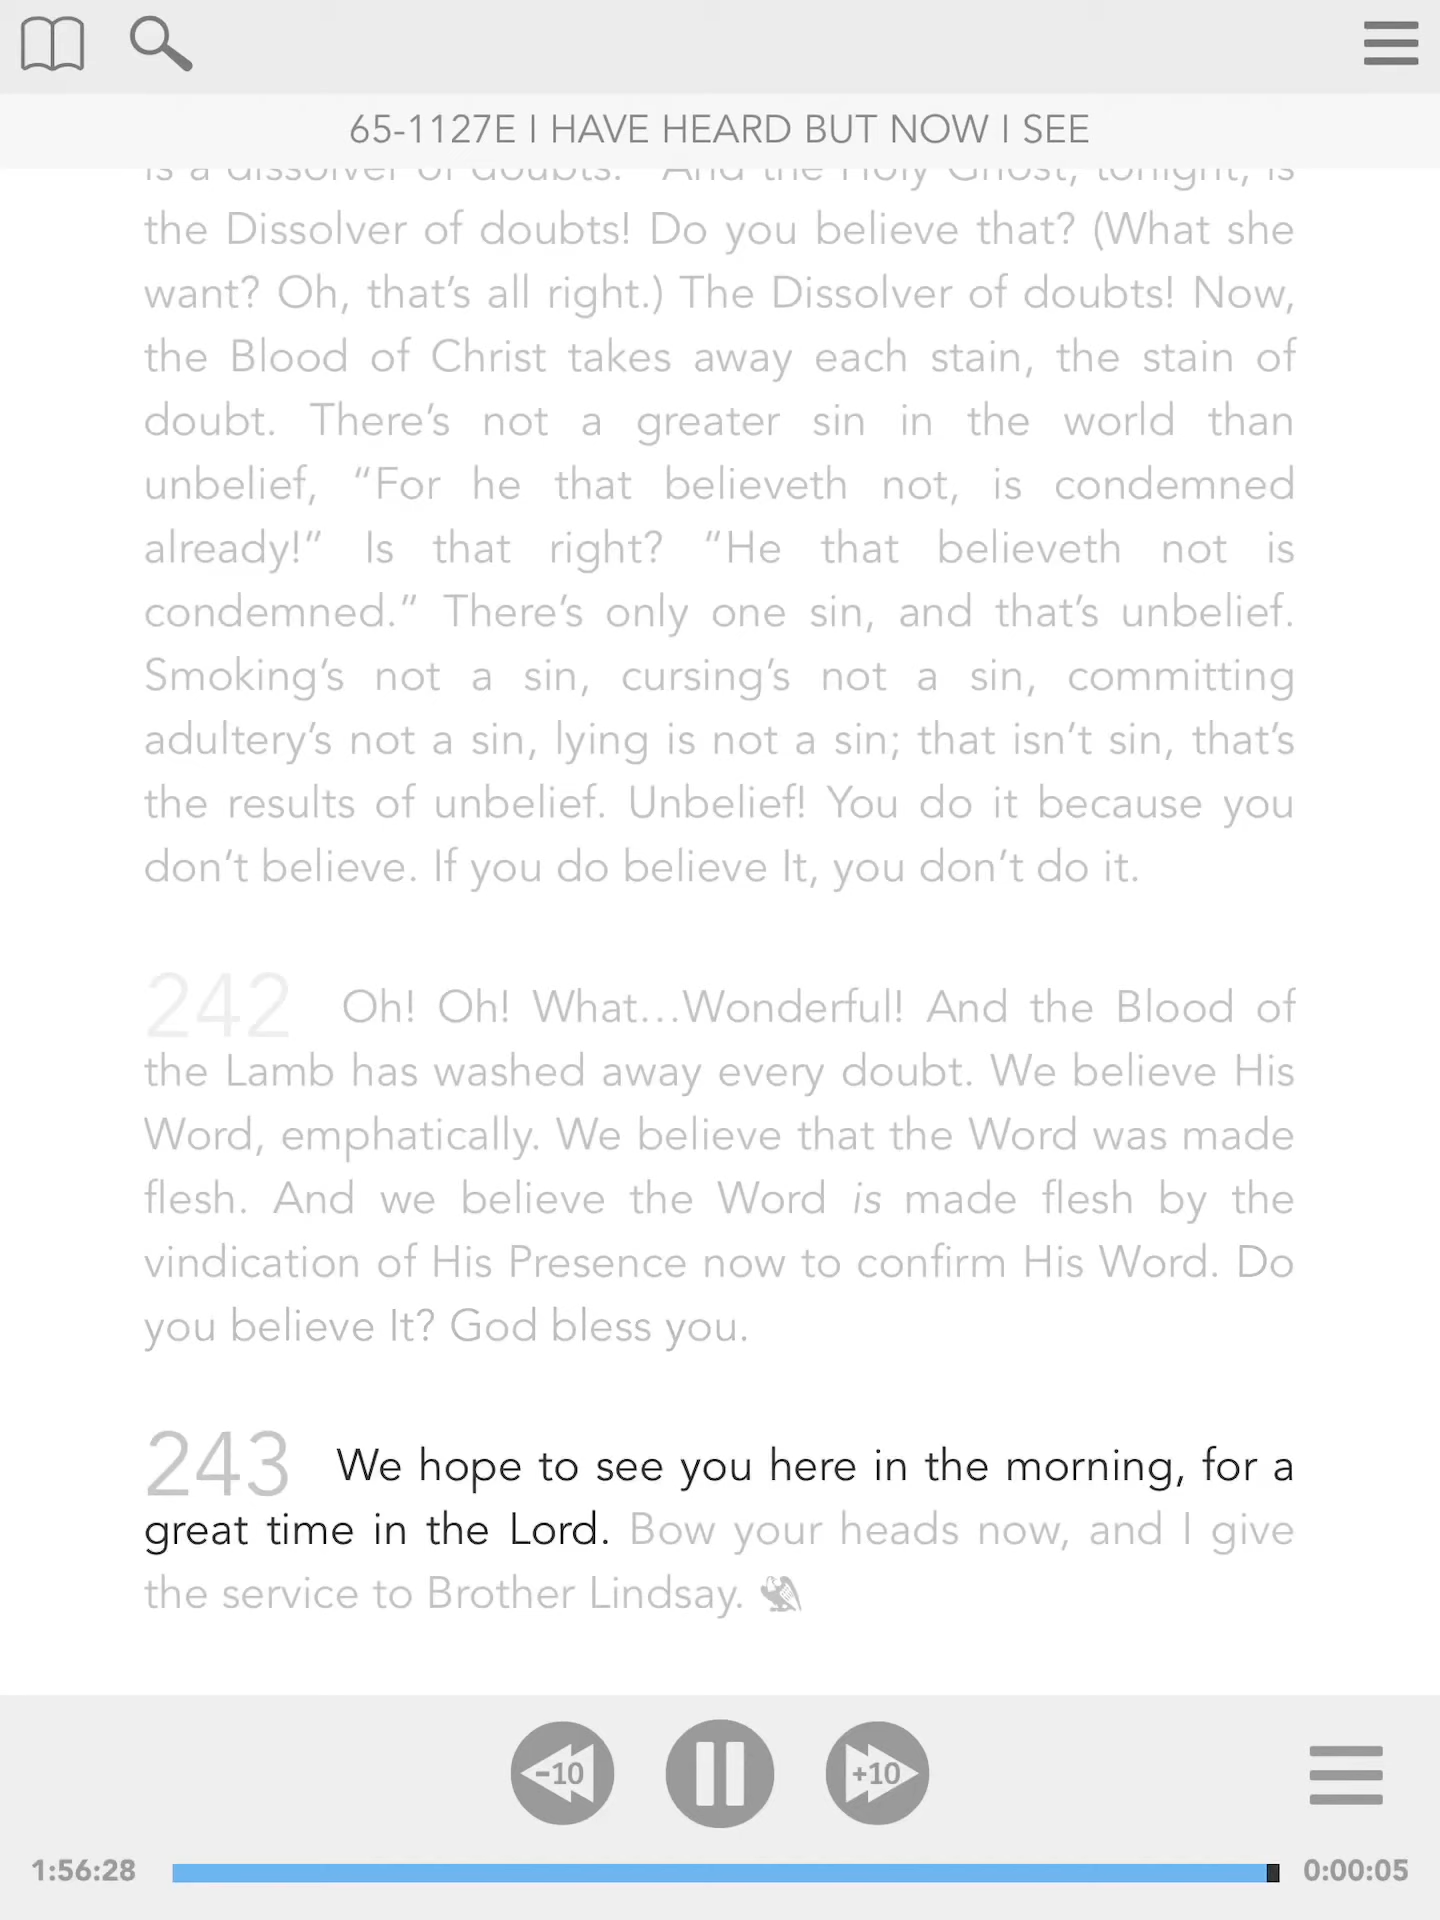 65-1127E I HAVE HEARD BUT NOW I SEE
is a dissolver of doubts.” And the Holy Ghost, tonight, is
the Dissolver of doubts! Do you believe that? (What she
want? Oh, that’s all right.) The Dissolver of doubts! Now,
the Blood of Christ takes away each stain, the stain of
doubt. There’s not a greater sin in the world than
unbelief, “For he that believeth not, is condemned
already!” Is that right? “He that believeth not is
condemned.” There’s only one sin, and that’s unbelief.
Smoking’s not a sin, cursing’s not a sin, committing
adultery’s not a sin, lying is not a sin; that isn’t sin, that’s
the results of unbelief. Unbelief! You do it because you
don’t believe. If you do believe It, you don’t do it.
242 Oh! Oh! What…Wonderful! And the Blood of
the Lamb has washed away every doubt. We believe His
Word, emphatically. We believe that the Word was made
flesh. And we believe the Word is made flesh by the
vindication of His Presence now to confirm His Word. Do
you believe It? God bless you.
243 We hope to see you here in the morning, for a
great time in the Lord. Bow your heads now, and I give
the service to Brother Lindsay.
-10 +10
1:56:28 0:00:05